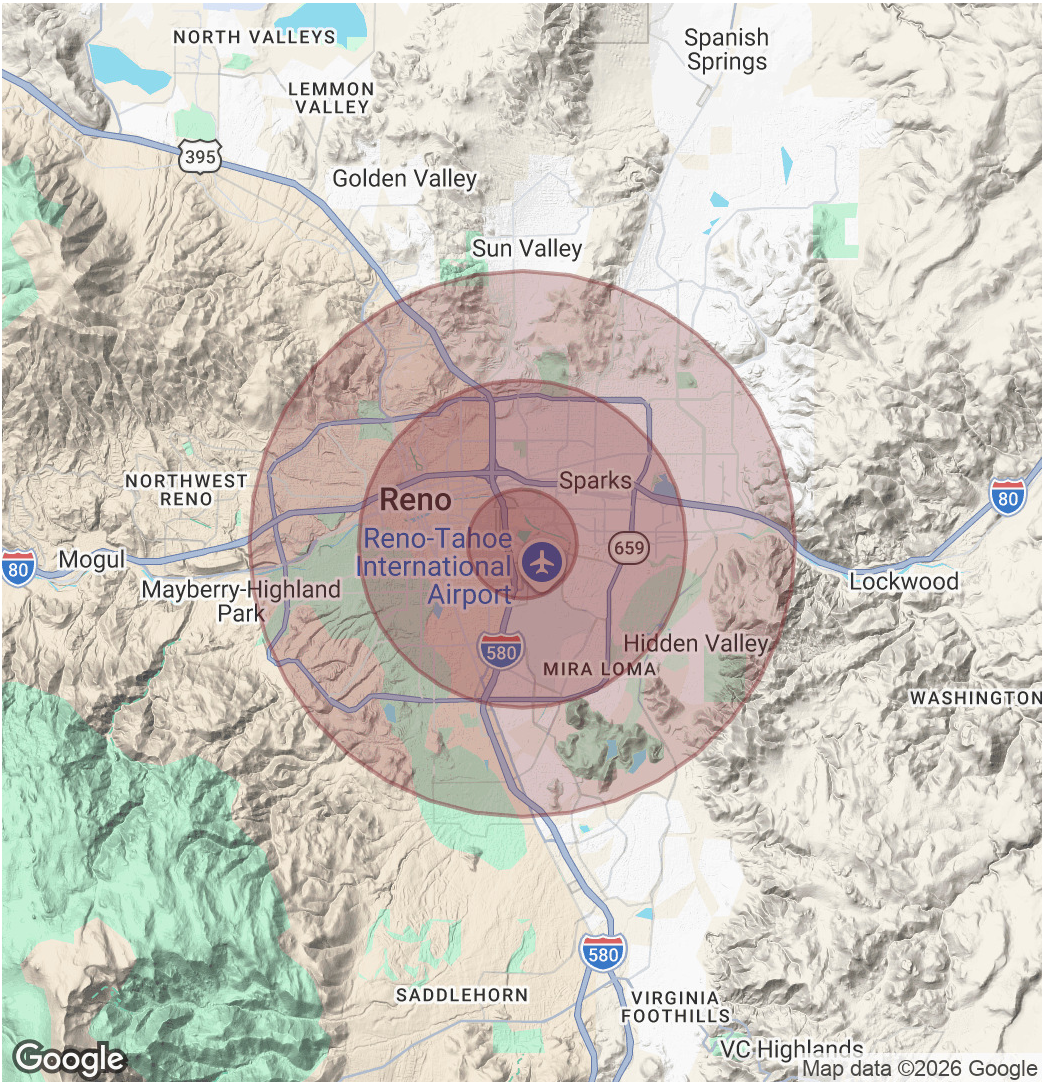 NORTH VALLEYS
Spanish
Springs
LEMMON
VALLEY
395
Golden Valley
Sun Valley
NORTHWEST
RENO
Sparks
Reno
80
Reno-Tahoe
International
Airport
659
Mogul
80
Mayberry-Highland
Park
Lockwood
580
Hidden Valley
MIRA LOMA
WASHINGTON
580
SADDLEHORN
VIRGINIA
FOOTHILLS
VC Highlands
Google
Map data ©2026 Google